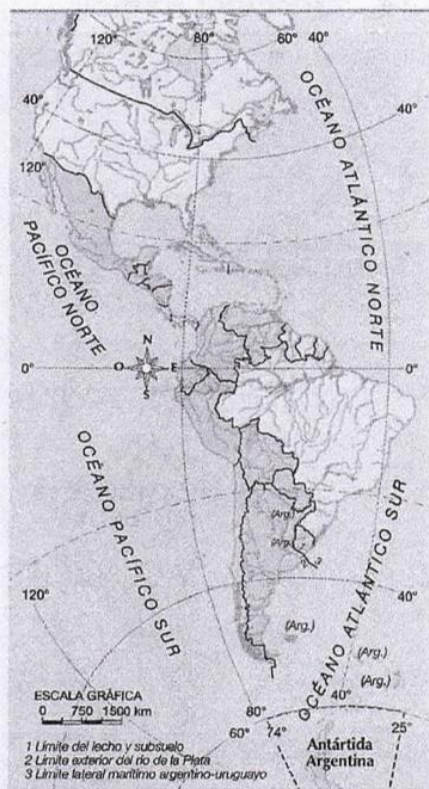 120°
80°
60°
40°
40°
40°
120°
OCÉANO ATLÁNTICO NORTE
OCÉANO
PACÍFICO NORTE
N
O
E
S
0°
0°
OCÉANO PACÍFICO SUR
OCÉANO ATLÁNTICO SUR
(Arg.)
(Arg.)
120°
40°
(Arg.)
(Arg.)
(Arg.)
ESCALA GRÁFICA
0 750 1500 km
80°
40°
60°
74°
25°
Antártida
Argentina
1 Límite del lecho y subsuelo
2 Límite exterior del río de la Plata
3 Límite lateral marítimo argentino-uruguayo